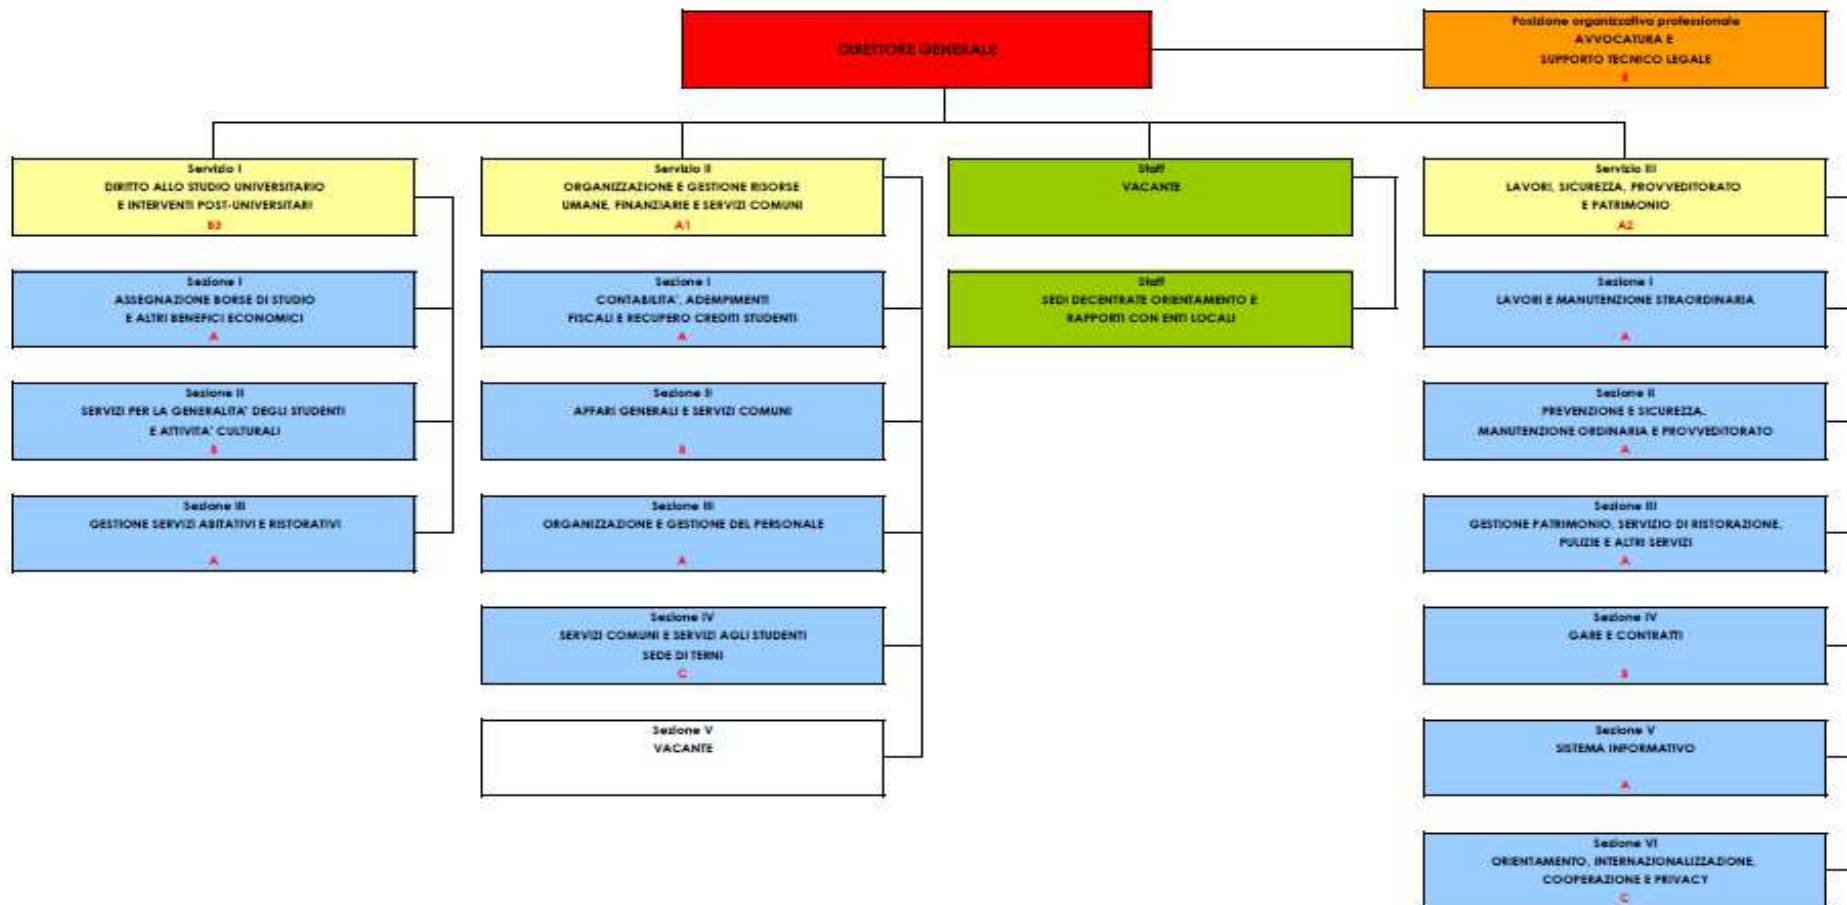 DIRETTORE GENERALE
Posizione organizzativa professionale
AVVOCATURA E
SUPPORTO TECNICO LEGALE
Servizio I
DIRITTO ALLO STUDIO UNIVERSITARIO
E INTERVENTI POST-UNIVERSITARI
B3
Sezione I
ASSEGNAZIONE BORSE DI STUDIO
E ALTRI BENEFICI ECONOMICI
A
Sezione II
SERVIZI PER LA GENERALITA' DEGLI STUDENTI
E ATTIVITA' CULTURALI
B
Sezione III
GESTIONE SERVIZI ABITATIVI E RISTORATIVI
A
Servizio II
ORGANIZZAZIONE E GESTIONE RISORSE
UMANE, FINANZIARIE E SERVIZI COMUNI
A1
Sezione I
CONTABILITA', ADEMPIMENTI
FISCALI E RECUPERO CREDITI STUDENTI
A
Sezione II
AFFARI GENERALI E SERVIZI COMUNI
B
Sezione III
ORGANIZZAZIONE E GESTIONE DEL PERSONALE
A
Sezione IV
SERVIZI COMUNI E SERVIZI AGLI STUDENTI
SEDE DI TERNI
C
Sezione V
VACANTE
Staff
VACANTE
Staff
SEDI DECENTRATE ORIENTAMENTO E
RAPPORTI CON ENTI LOCALI
Servizio III
LAVORI, SICUREZZA, PROVVEDITORATO
E PATRIMONIO
A2
Sezione I
LAVORI E MANUTENZIONE STRAORDINARIA
A
Sezione II
PREVENZIONE E SICUREZZA,
MANUTENZIONE ORDINARIA E PROVVEDITORATO
A
Sezione III
GESTIONE PATRIMONIO, SERVIZIO DI RISTORAZIONE,
PULIZIE E ALTRI SERVIZI
A
Sezione IV
GARE E CONTRATTI
B
Sezione V
SISTEMA INFORMATIVO
A
Sezione VI
ORIENTAMENTO, INTERNAZIONALIZZAZIONE,
COOPERAZIONE E PRIVACY
C